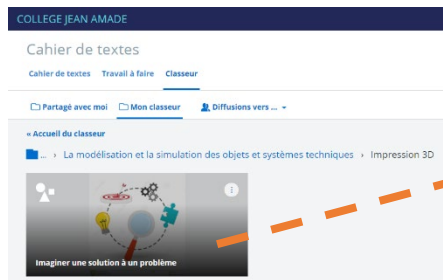 COLLEGE JEAN AMADE
Cahier de textes
Cahier de textes Travail à faire Classeur
Partagé avec moi Mon classeur Diffusions vers ...
« Accueil du classeur
... › La modélisation et la simulation des objets et systèmes techniques › Impression 3D
Imaginer une solution à un problème